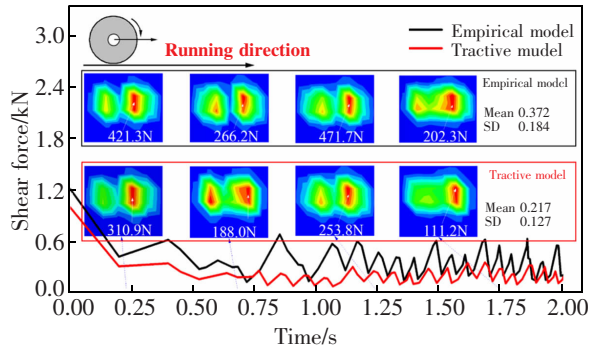 Empirical model
Tractive mudel
Running direction
Empirical model
Mean 0.372
SD 0.184
421.3N
266.2N
471.7N
202.3N
Tractive model
Mean 0.217
SD 0.127
310.9N
188.0N
253.8N
111.2N
Shear force/kN
3.0
2.4
1.8
1.2
0.6
0.0
0.00
0.25
0.50
0.75
1.00
1.25
1.50
1.75
2.00
Time/s